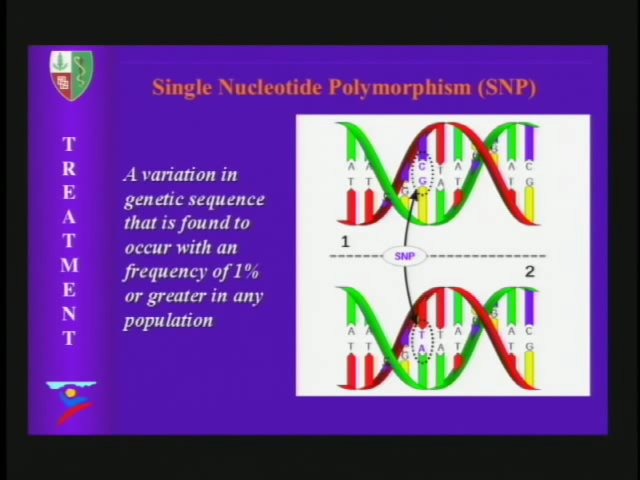 Single Nucleotide Polymorphism (SNP)
TREATMENT
A variation in
genetic sequence
that is found to
occur with an
frequency of 1%
or greater in any
population
A A C T A A C
T T G A T G
1
SNP
2
A A T T A A C
T T G A A T G